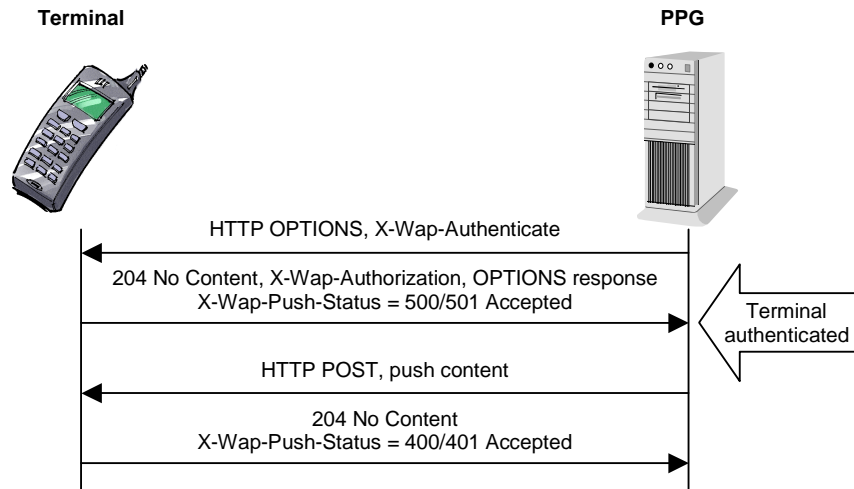 Terminal
PPG
HTTP OPTIONS, X-Wap-Authenticate
204 No Content, X-Wap-Authorization, OPTIONS response
X-Wap-Push-Status = 500/501 Accepted
Terminal
authenticated
HTTP POST, push content
204 No Content
X-Wap-Push-Status = 400/401 Accepted